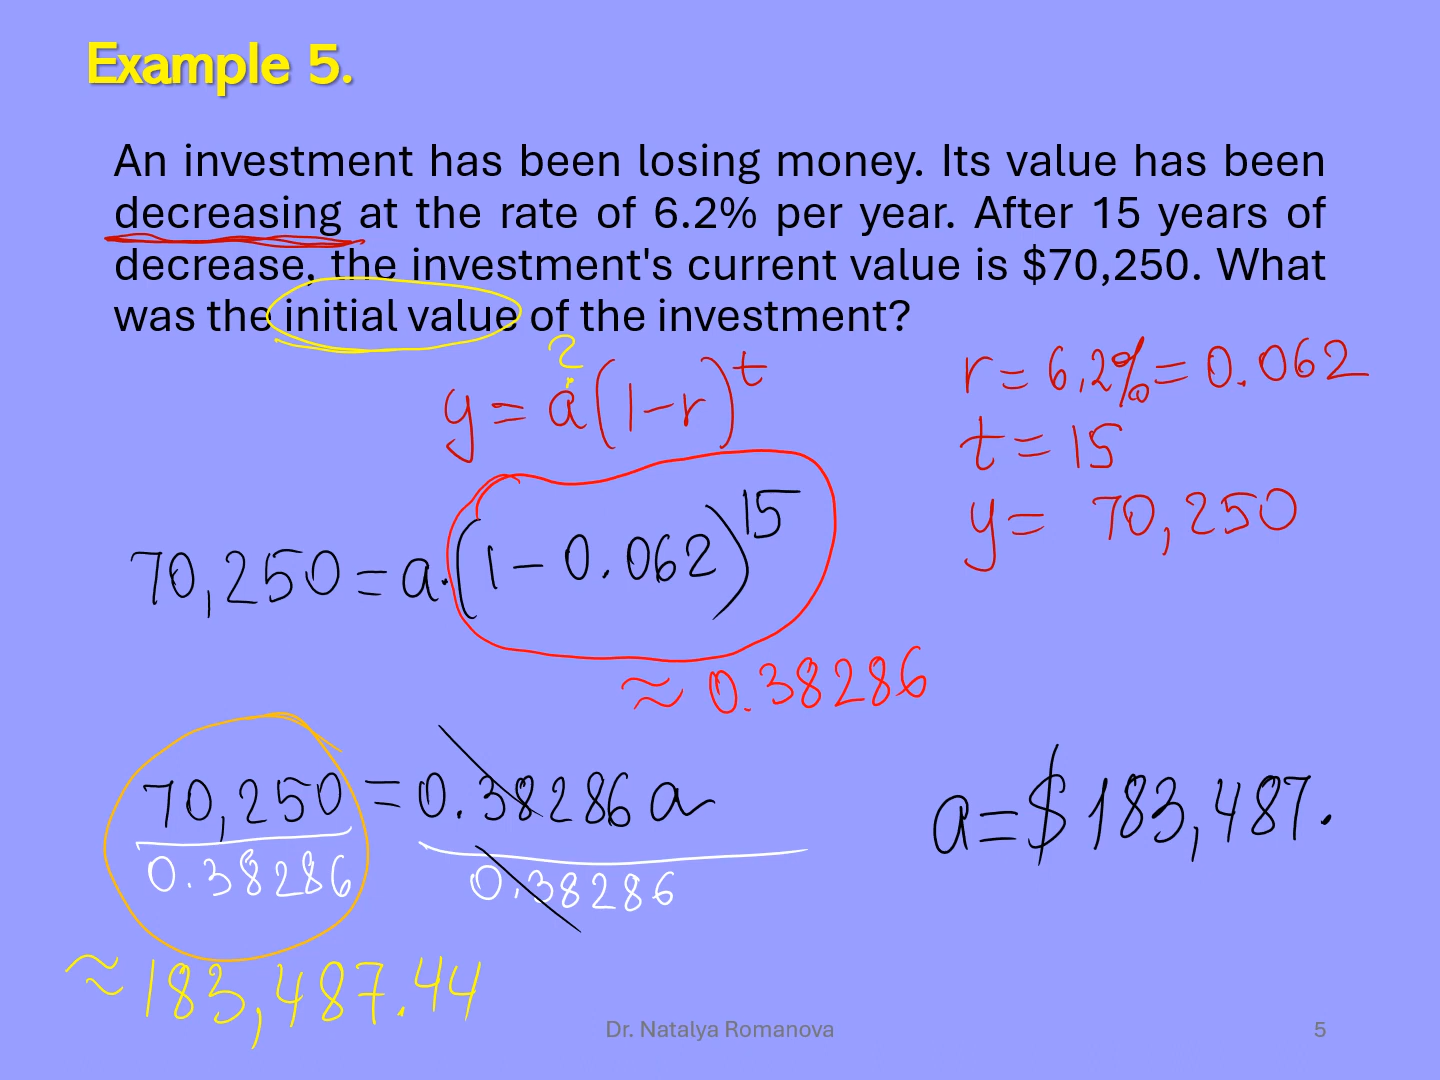 Example 5.
An investment has been losing money. Its value has been
decreasing at the rate of 6.2% per year. After 15 years of
decrease, the investment's current value is $70,250. What
was the initial value of the investment?
?
y = a(1-r)^t
r = 6.2% = 0.062
t = 15
y = 70,250
70,250 = a·(1 - 0.062)^15
≈ 0.38286
70,250 = 0.38286 a
0.38286 0.38286
a = $183,487.
≈ 183,487.44
Dr. Natalya Romanova 5